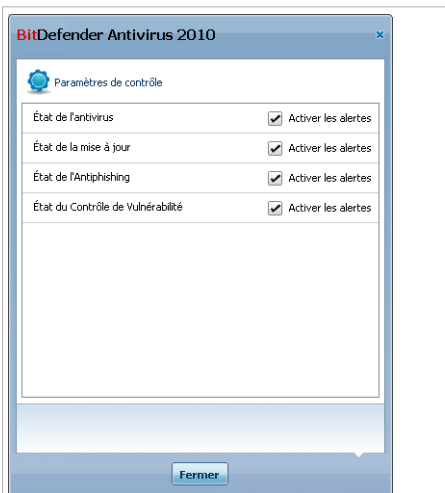 BitDefender Antivirus 2010
Paramètres de contrôle
État de l'antivirus Activer les alertes
État de la mise à jour Activer les alertes
État de l'Antiphishing Activer les alertes
État du Contrôle de Vulnérabilité Activer les alertes
Fermer